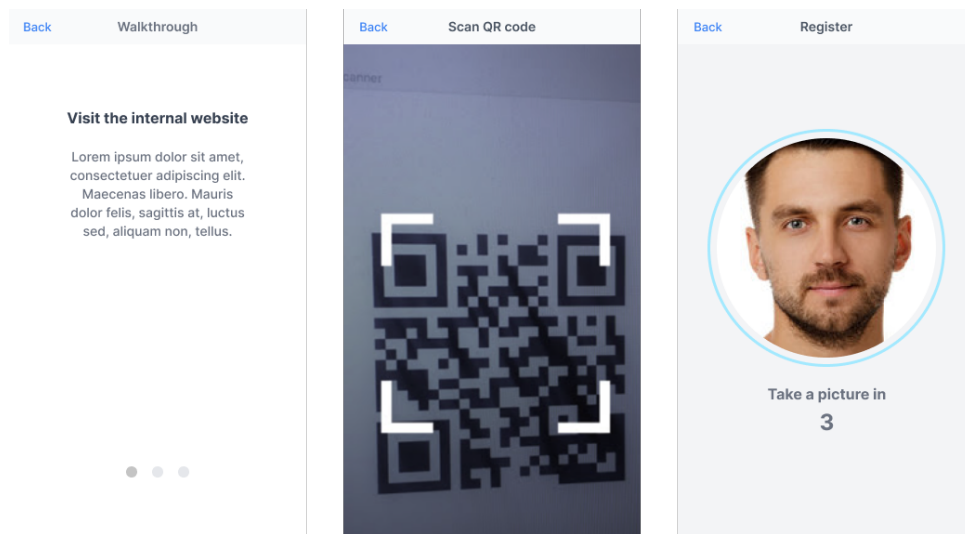 Back
Walkthrough
Visit the internal website
Lorem ipsum dolor sit amet,
consectetuer adipiscing elit.
Maecenas libero. Mauris
dolor felis, sagittis at, luctus
sed, aliquam non, tellus.
Back
Scan QR code
canner
Back
Register
Take a picture in
3